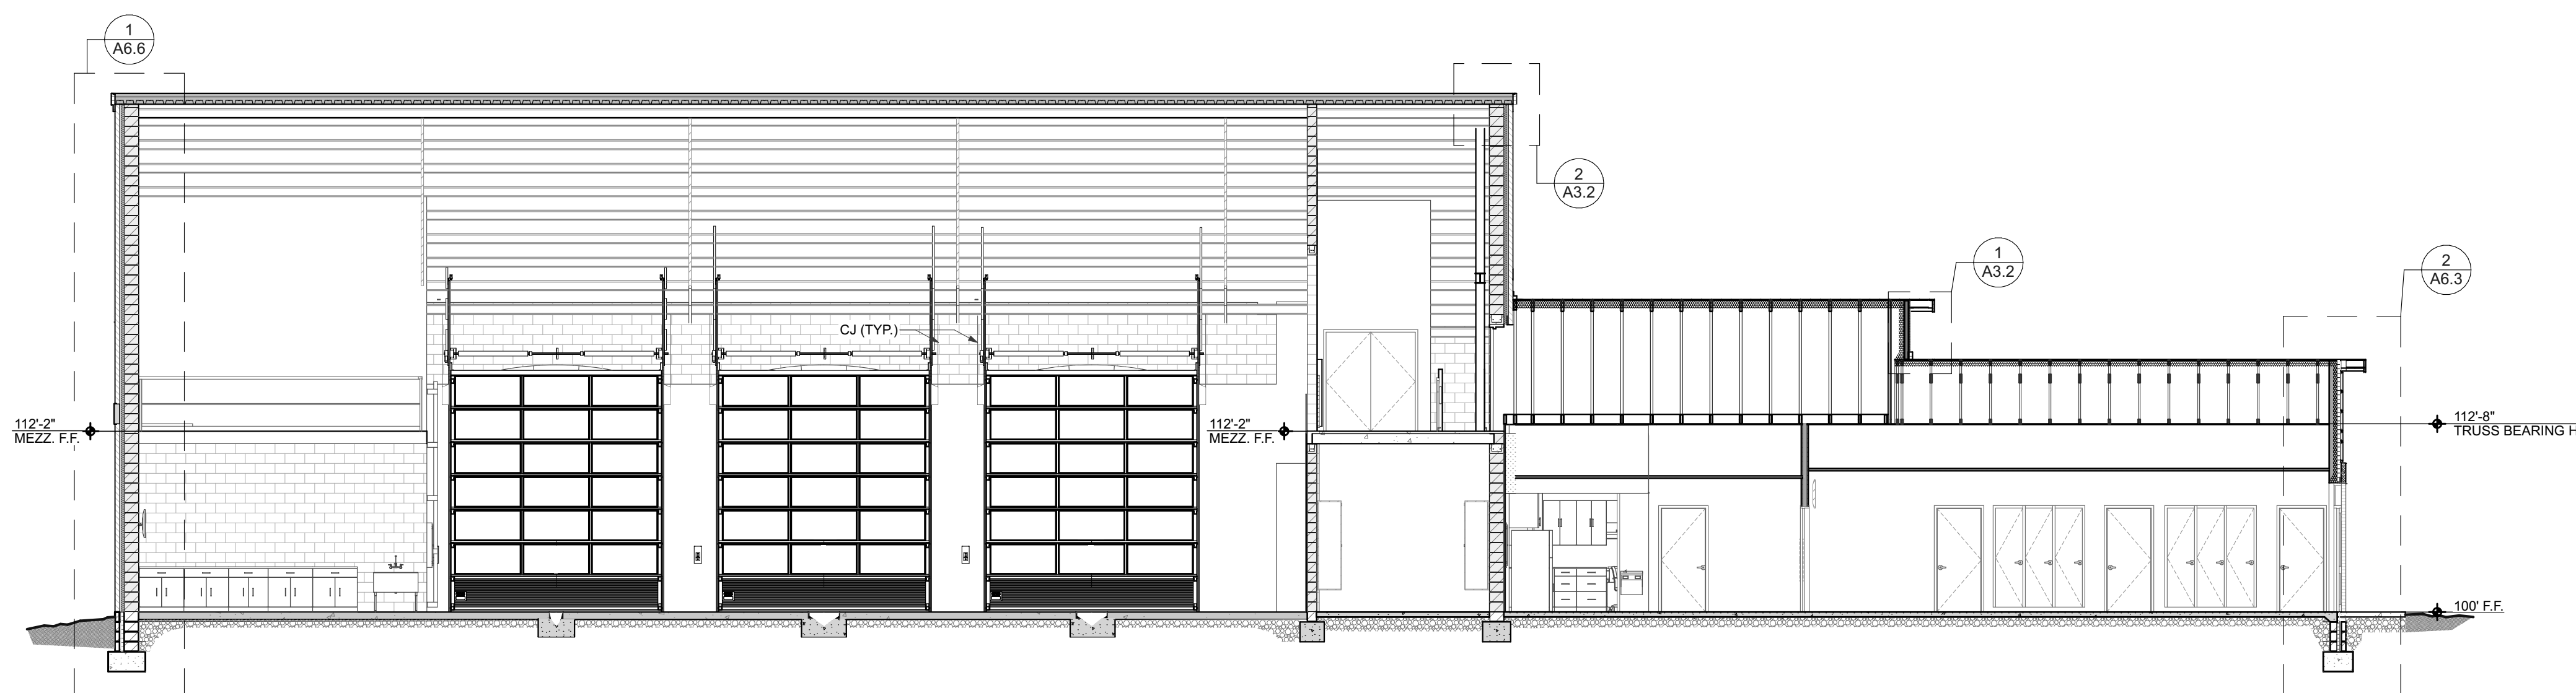 1
A6.6
2
A3.2
1
A3.2
2
A6.3
CJ (TYP.)
112'-2"
MEZZ. F.F.
112'-2"
MEZZ. F.F.
112'-8"
TRUSS BEARING H
100' F.F.